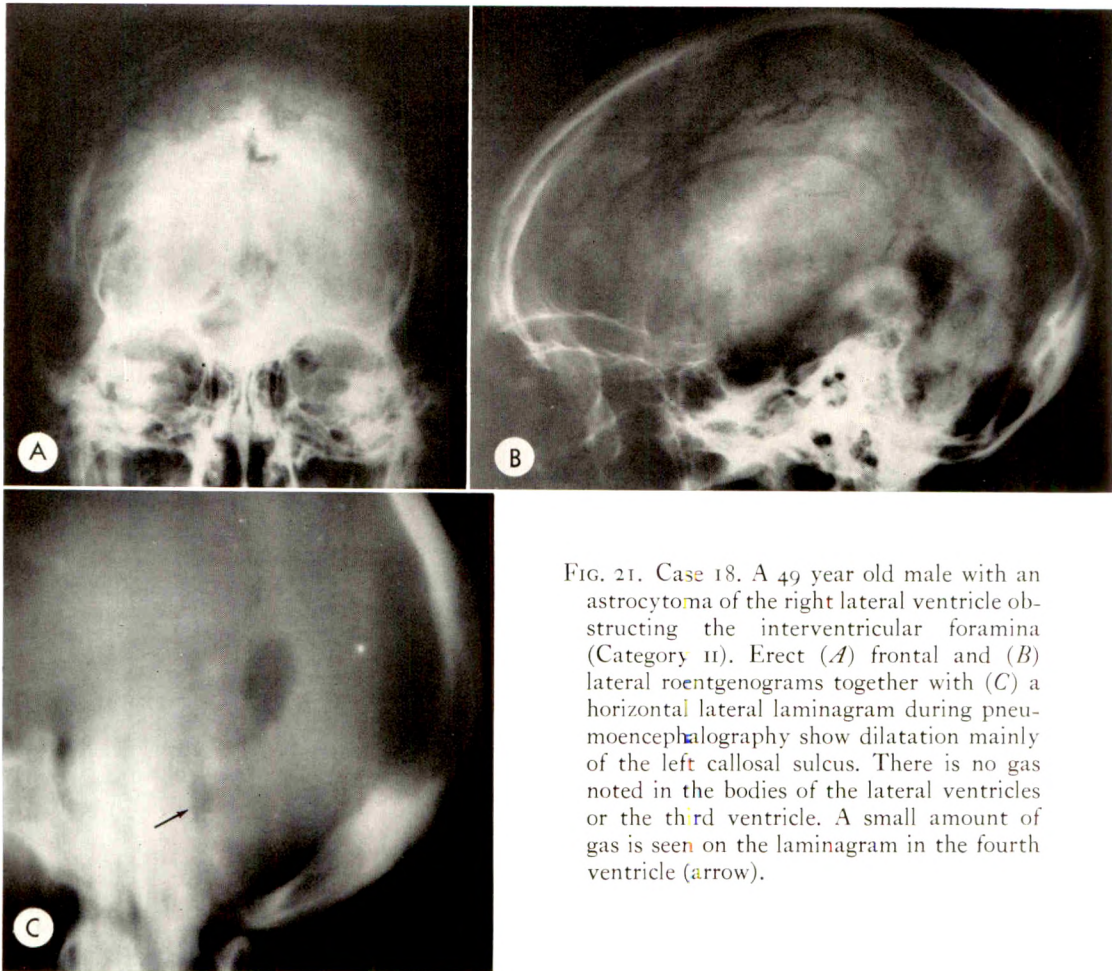 A
B
C
FIG. 21. Case 18. A 49 year old male with an
astrocytoma of the right lateral ventricle ob-
structing the interventricular foramina
(Category II). Erect (A) frontal and (B)
lateral roentgenograms together with (C) a
horizontal lateral laminagram during pneu-
moencephalography show dilatation mainly
of the left callosal sulcus. There is no gas
noted in the bodies of the lateral ventricles
or the third ventricle. A small amount of
gas is seen on the laminagram in the fourth
ventricle (arrow).